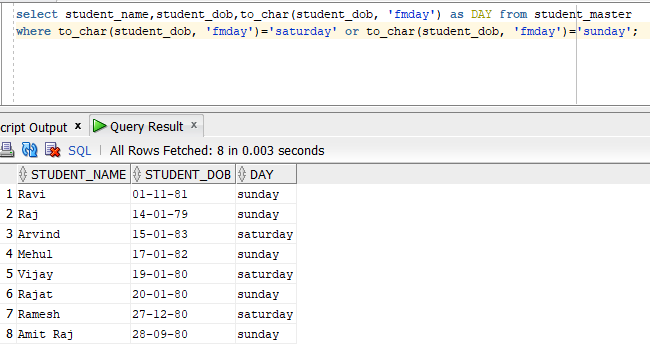 select student_name,student_dob,to_char(student_dob, 'fmday') as DAY from student_master
where to_char(student_dob, 'fmday')='saturday' or to_char(student_dob, 'fmday')='sunday';
cript Output x Query Result x
SQL | All Rows Fetched: 8 in 0.003 seconds
STUDENT_NAME STUDENT_DOB DAY
1 Ravi 01-11-81 sunday
2 Raj 14-01-79 sunday
3 Arvind 15-01-83 saturday
4 Mehul 17-01-82 sunday
5 Vijay 19-01-80 saturday
6 Rajat 20-01-80 sunday
7 Ramesh 27-12-80 saturday
8 Amit Raj 28-09-80 sunday